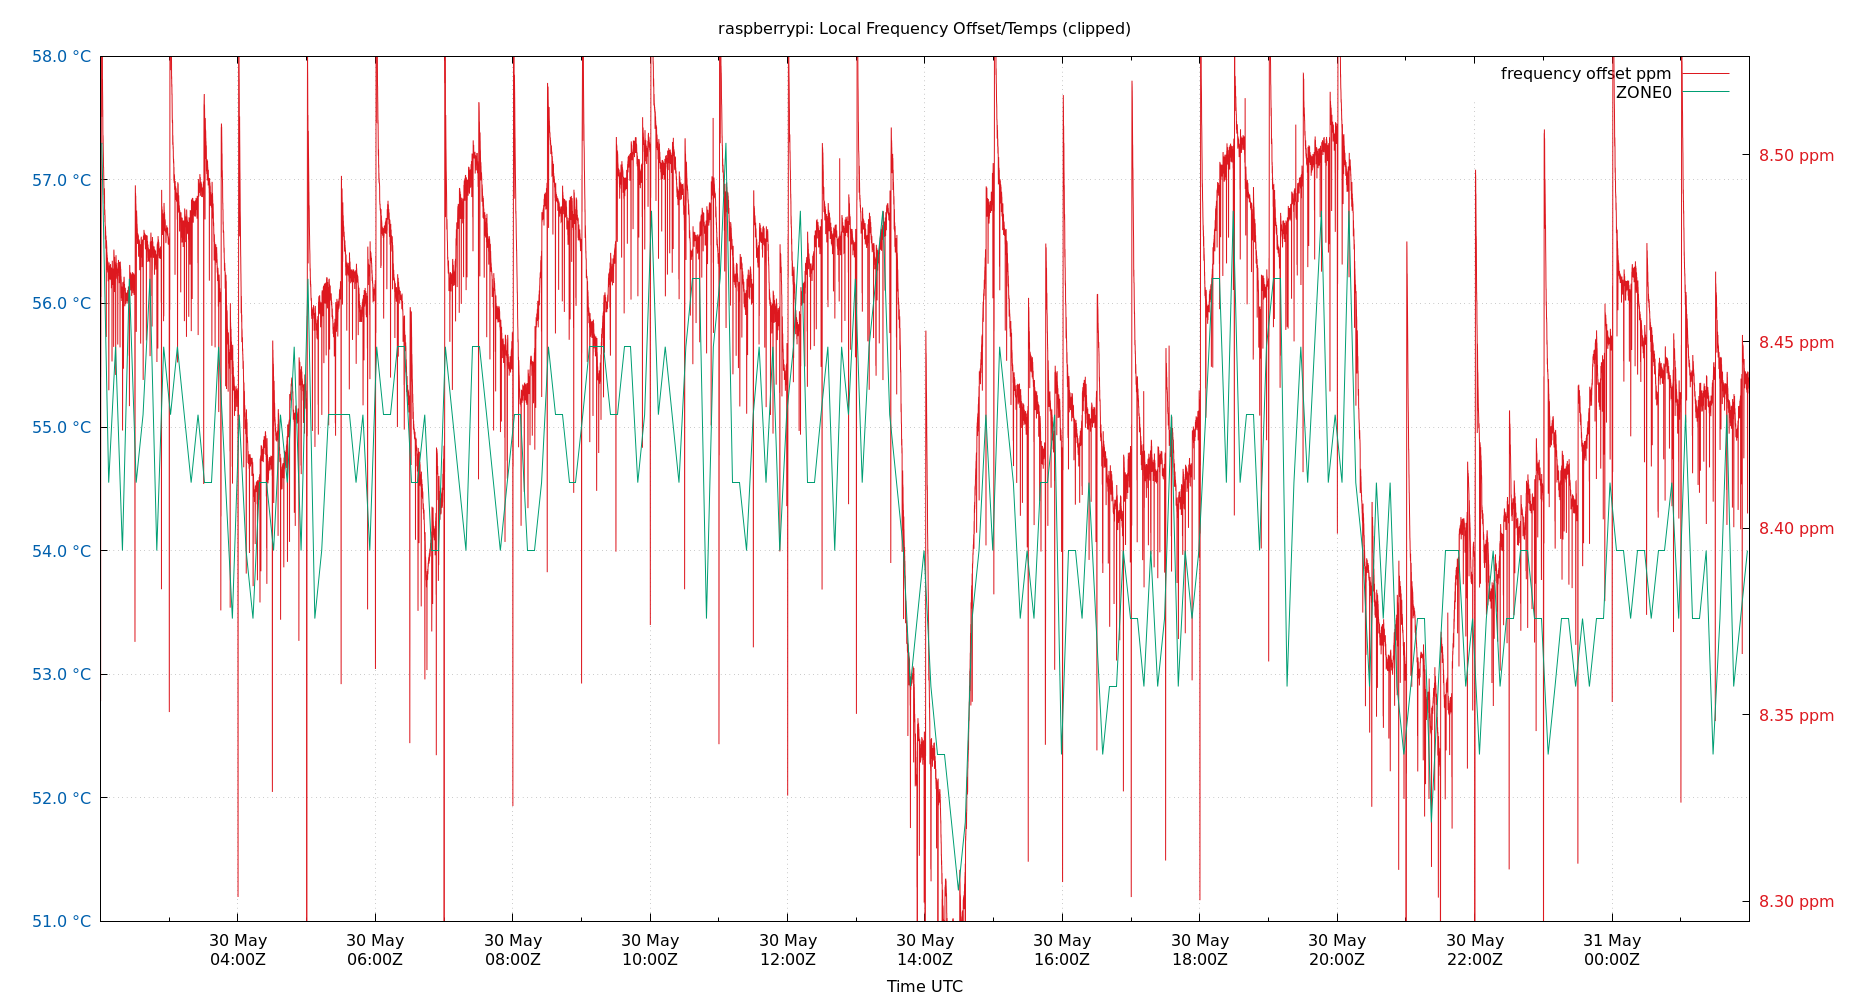 raspberrypi: Local Frequency Offset/Temps (clipped)
frequency offset ppm
ZONE0
58.0 °C
57.0 °C
56.0 °C
55.0 °C
54.0 °C
53.0 °C
52.0 °C
51.0 °C
8.50 ppm
8.45 ppm
8.40 ppm
8.35 ppm
8.30 ppm
30 May
04:00Z
30 May
06:00Z
30 May
08:00Z
30 May
10:00Z
30 May
12:00Z
30 May
14:00Z
30 May
16:00Z
30 May
18:00Z
30 May
20:00Z
30 May
22:00Z
31 May
00:00Z
Time UTC